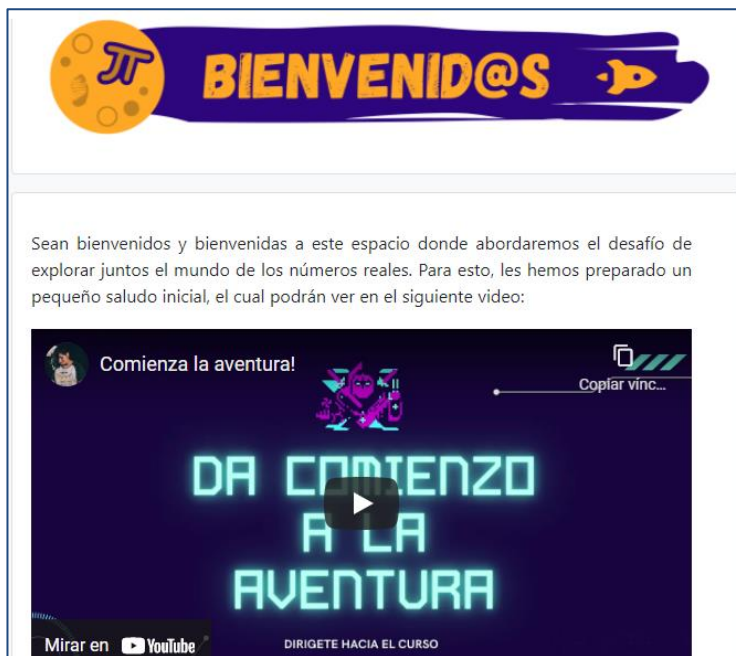 π
BIENVENID@S
Sean bienvenidos y bienvenidas a este espacio donde abordaremos el desafío de
explorar juntos el mundo de los números reales. Para esto, les hemos preparado un
pequeño saludo inicial, el cual podrán ver en el siguiente video:
Comienza la aventura!
Copiar vínc...
DA COMIENZO
A LA
AVENTURA
Mirar en YouTube
DIRIGETE HACIA EL CURSO